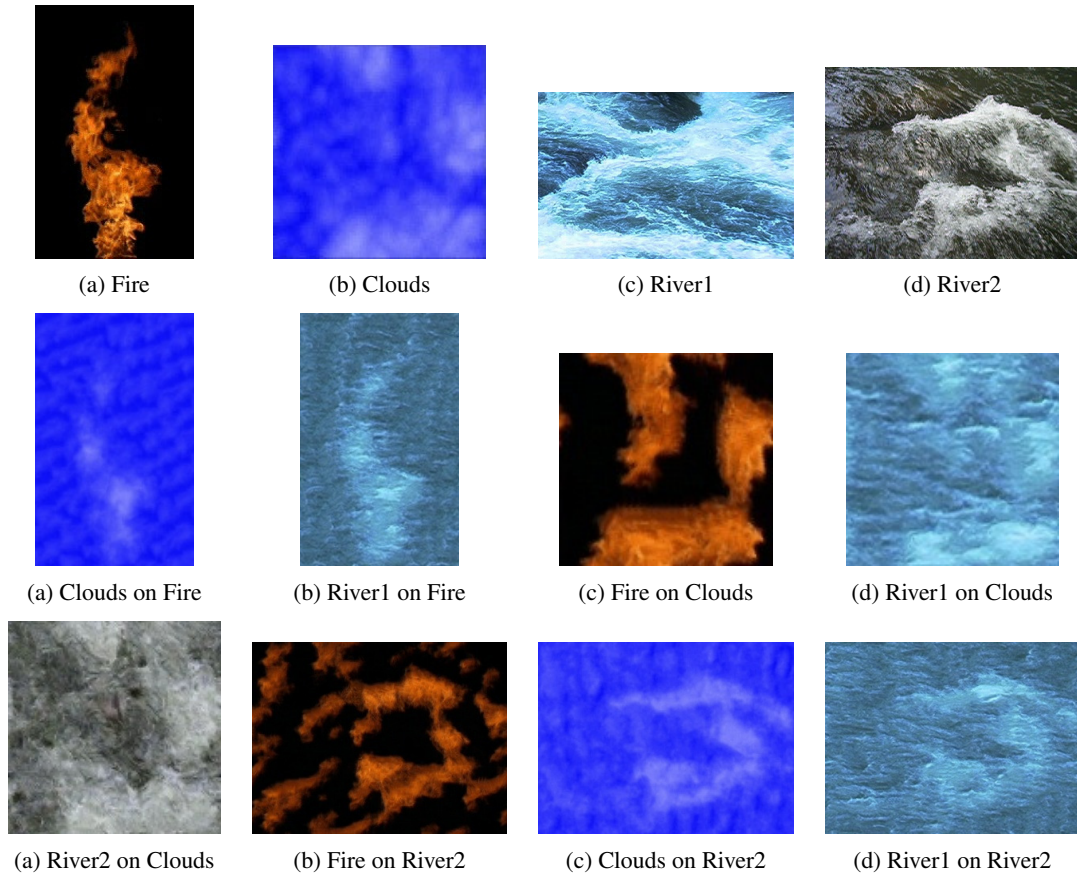 (a) Fire
(b) Clouds
(c) River1
(d) River2
(a) Clouds on Fire
(b) River1 on Fire
(c) Fire on Clouds
(d) River1 on Clouds
(a) River2 on Clouds
(b) Fire on River2
(c) Clouds on River2
(d) River1 on River2